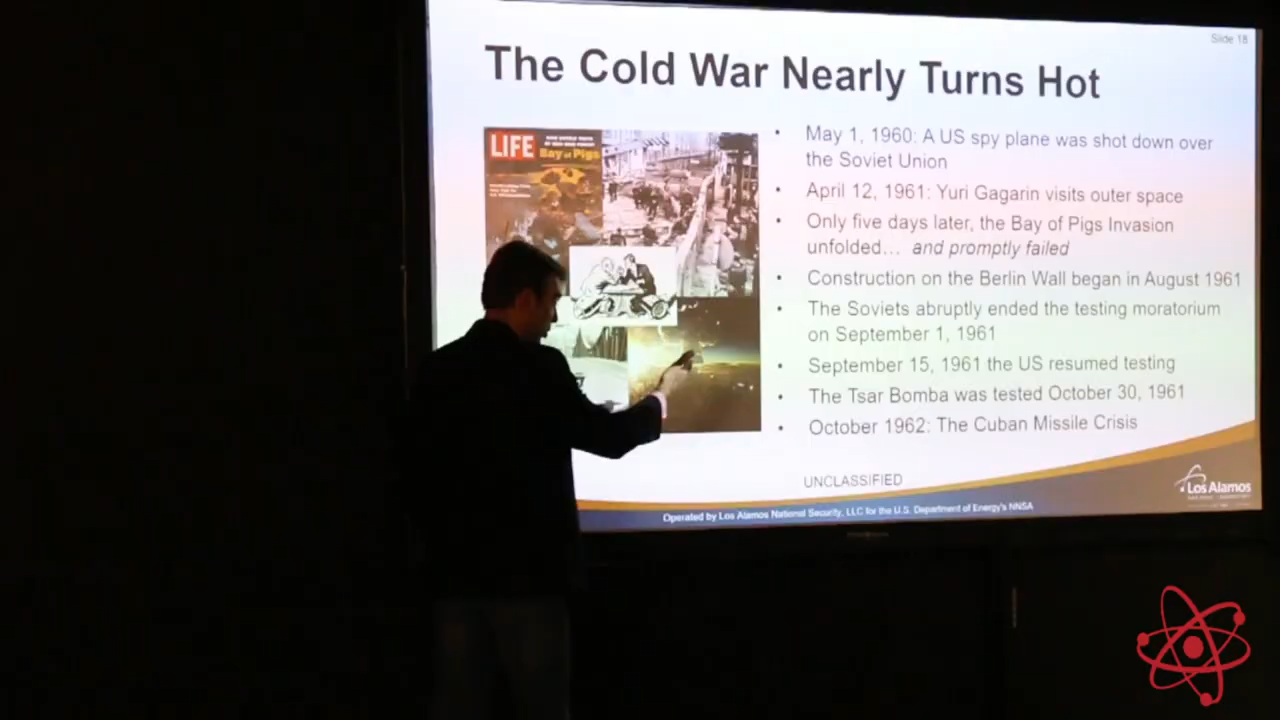 Slide 18
The Cold War Nearly Turns Hot
LIFE
Bay of Pigs
• May 1, 1960: A US spy plane was shot down over
the Soviet Union
• April 12, 1961: Yuri Gagarin visits outer space
• Only five days later, the Bay of Pigs Invasion
unfolded… and promptly failed
• Construction on the Berlin Wall began in August 1961
• The Soviets abruptly ended the testing moratorium
on September 1, 1961
• September 15, 1961 the US resumed testing
• The Tsar Bomba was tested October 30, 1961
• October 1962: The Cuban Missile Crisis
UNCLASSIFIED
Los Alamos
Operated by Los Alamos National Security, LLC for the U.S. Department of Energy's NNSA